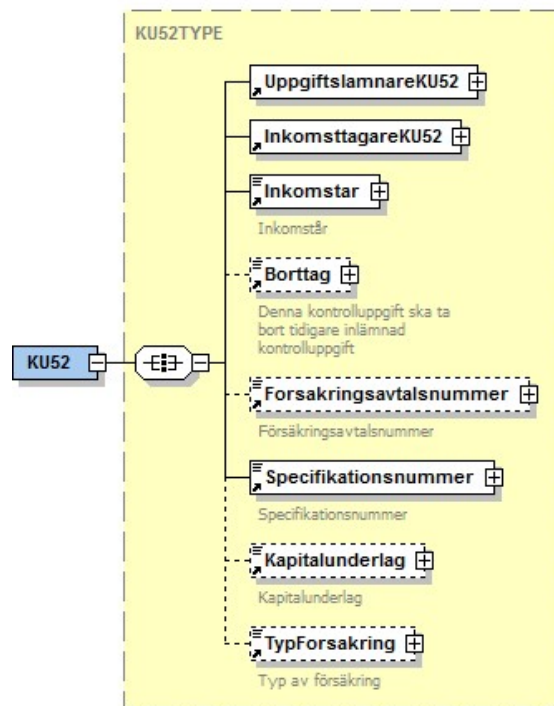 KU52TYPE
UppgiftslamnareKU52
InkomsttagareKU52
Inkomstar
Inkomstår
Borttag
Denna kontrolluppgift ska ta
bort tidigare inlämnad
kontrolluppgift
KU52
Forsakringsavtalsnummer
Försäkringsavtalsnummer
Specifikationsnummer
Specifikationsnummer
Kapitalunderlag
Kapitalunderlag
TypForsakring
Typ av försäkring